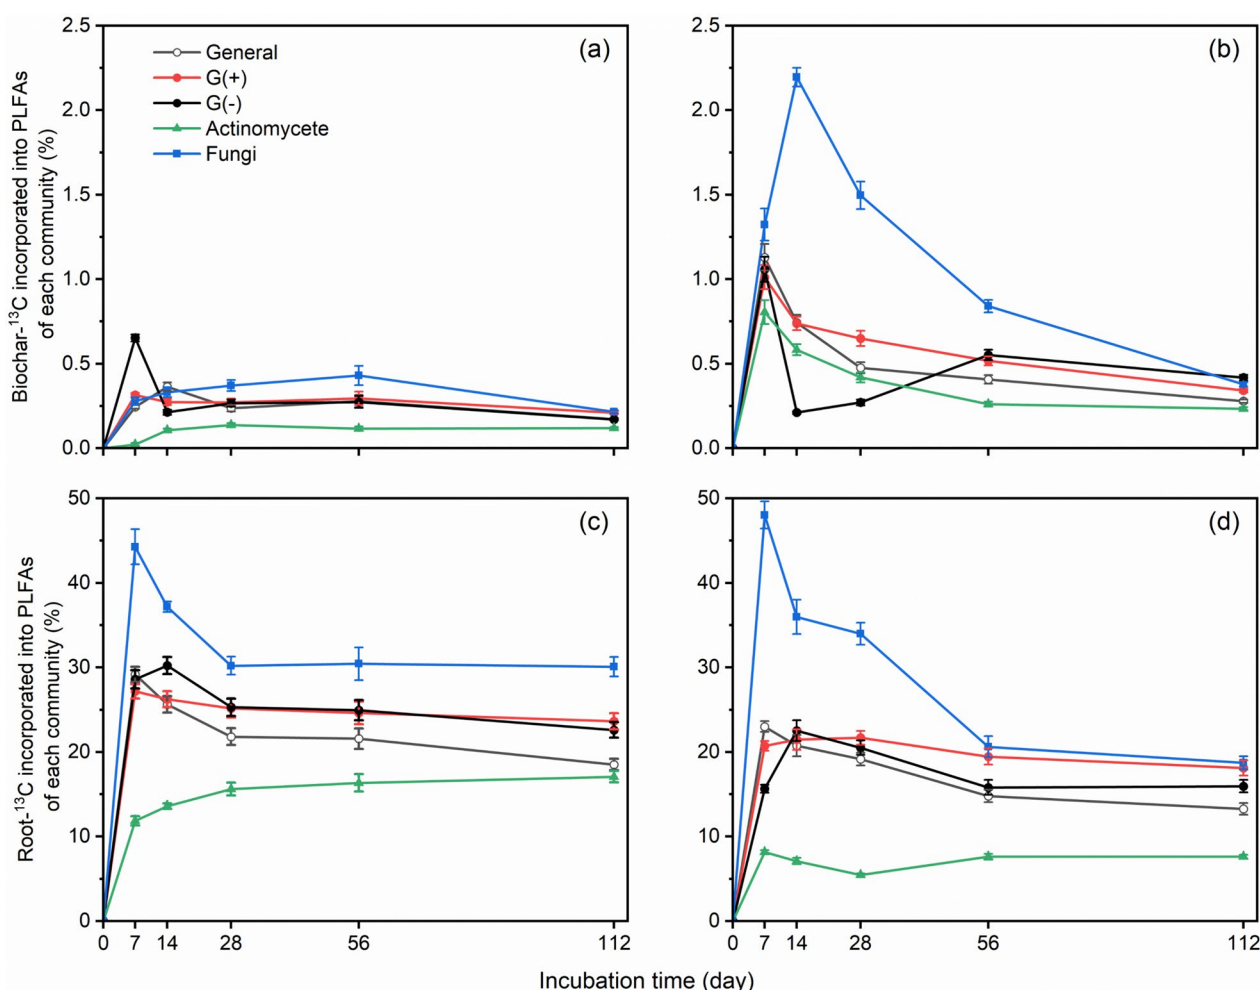 2.5
2.0
1.5
1.0
0.5
0.0
Biochar-¹³C incorporated into PLFAs
of each community (%)
General
G(+)
G(-)
Actinomycete
Fungi
(a)
2.5
2.0
1.5
1.0
0.5
0.0
(b)
50
40
30
20
10
0
Root-¹³C incorporated into PLFAs
of each community (%)
(c)
0 7 14 28 56 112
50
40
30
20
10
0
(d)
0 7 14 28 56 112
Incubation time (day)